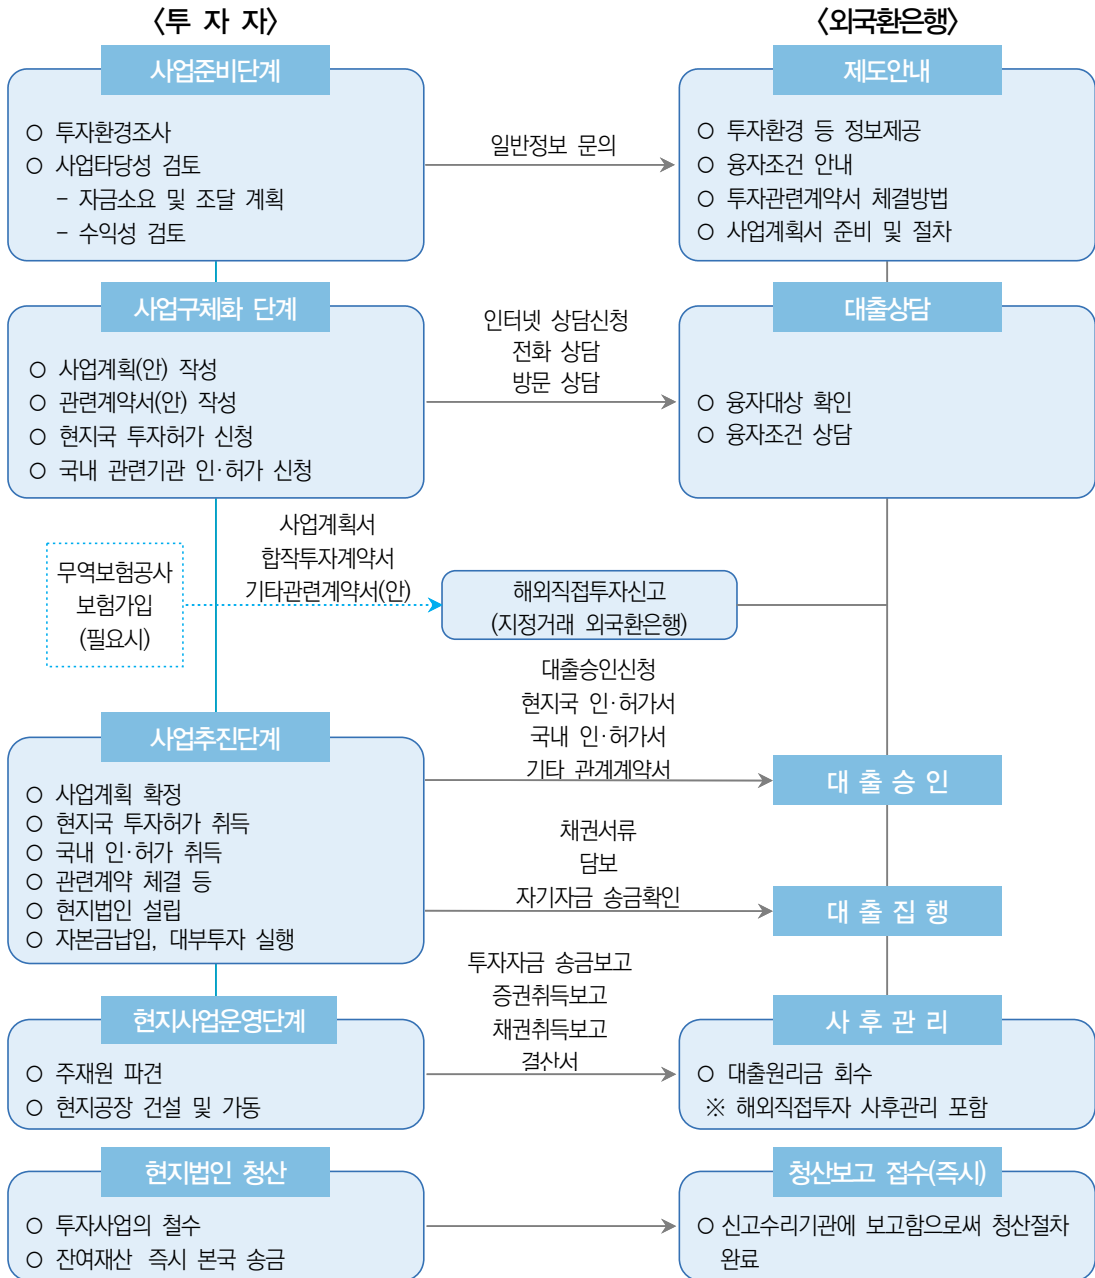 〈투 자 자〉
〈외국환은행〉
사업준비단계
○ 투자환경조사
○ 사업타당성 검토
- 자금소요 및 조달 계획
- 수익성 검토
일반정보 문의
제도안내
○ 투자환경 등 정보제공
○ 융자조건 안내
○ 투자관련계약서 체결방법
○ 사업계획서 준비 및 절차
사업구체화 단계
○ 사업계획(안) 작성
○ 관련계약서(안) 작성
○ 현지국 투자허가 신청
○ 국내 관련기관 인·허가 신청
인터넷 상담신청
전화 상담
방문 상담
대출상담
○ 융자대상 확인
○ 융자조건 상담
무역보험공사
보험가입
(필요시)
사업계획서
합작투자계약서
기타관련계약서(안)
해외직접투자신고
(지정거래 외국환은행)
사업추진단계
○ 사업계획 확정
○ 현지국 투자허가 취득
○ 국내 인·허가 취득
○ 관련계약 체결 등
○ 현지법인 설립
○ 자본금납입, 대부투자 실행
대출승인신청
현지국 인·허가서
국내 인·허가서
기타 관계계약서
대 출 승 인
채권서류
담보
자기자금 송금확인
대 출 집 행
현지사업운영단계
○ 주재원 파견
○ 현지공장 건설 및 가동
투자자금 송금보고
증권취득보고
채권취득보고
결산서
사 후 관 리
○ 대출원리금 회수
※ 해외직접투자 사후관리 포함
현지법인 청산
○ 투자사업의 철수
○ 잔여재산 즉시 본국 송금
청산보고 접수(즉시)
○ 신고수리기관에 보고함으로써 청산절차
완료